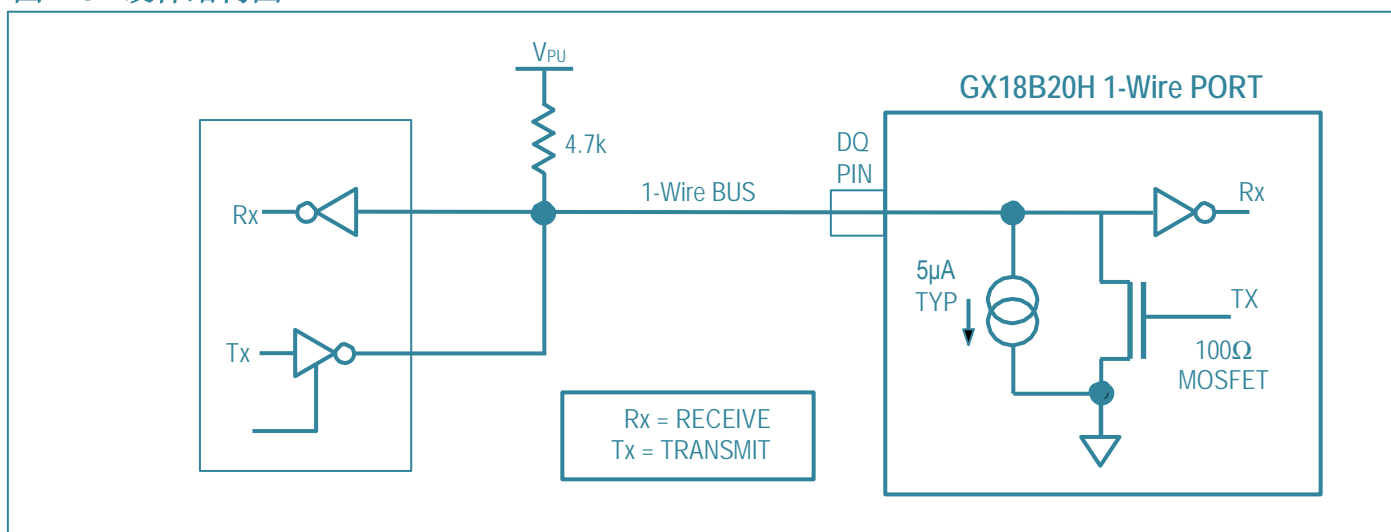 VPU
4.7k
GX18B20H 1-Wire PORT
DQ
PIN
1-Wire BUS
Rx
Rx
5µA
TYP
TX
100Ω
MOSFET
Tx
Rx = RECEIVE
Tx = TRANSMIT